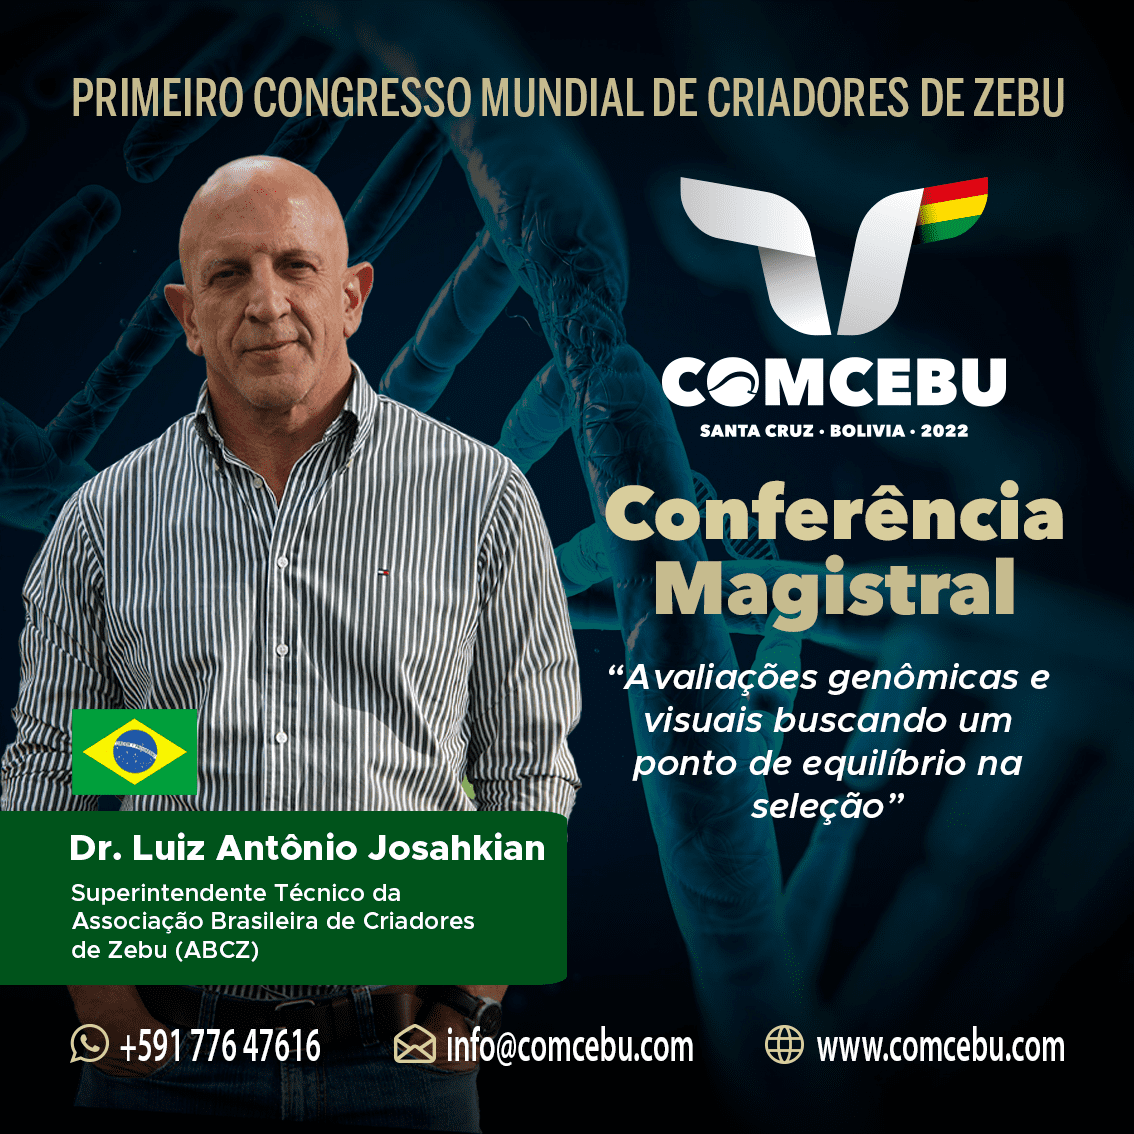 PRIMEIRO CONGRESSO MUNDIAL DE CRIADORES DE ZEBU
COMCEBU
SANTA CRUZ · BOLIVIA · 2022
Conferência
Magistral
“Avaliações genômicas e
visuais buscando um
ponto de equilíbrio na
seleção”
Dr. Luiz Antônio Josahkian
Superintendente Técnico da
Associação Brasileira de Criadores
de Zebu (ABCZ)
+591 776 47616
info@comcebu.com
www.comcebu.com